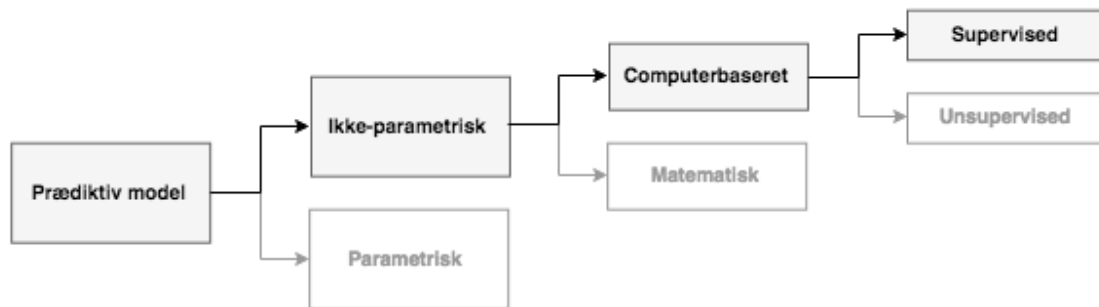 Prædiktiv model
Ikke-parametrisk
Parametrisk
Computerbaseret
Matematisk
Supervised
Unsupervised